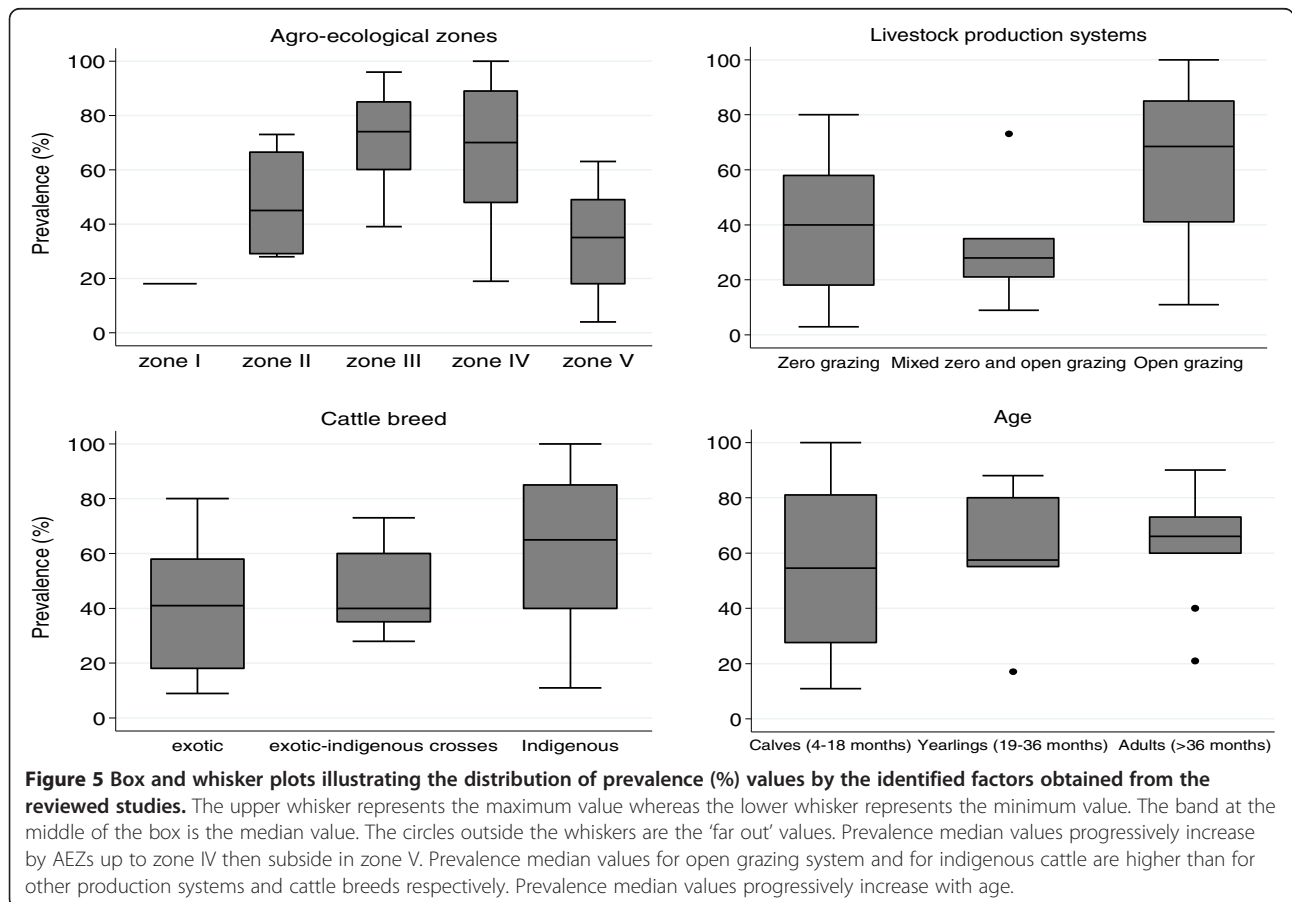 Agro-ecological zones
Prevalence (%)
100
80
60
40
20
0
zone I zone II zone III zone IV zone V
Livestock production systems
100
80
60
40
20
0
Zero grazing Mixed zero and open grazing Open grazing
Cattle breed
Prevalence (%)
100
80
60
40
20
0
exotic exotic-indigenous crosses Indigenous
Age
100
80
60
40
20
0
Calves (4-18 months) Yearlings (19-36 months) Adults (>36 months)
Figure 5 Box and whisker plots illustrating the distribution of prevalence (%) values by the identified factors obtained from the
reviewed studies. The upper whisker represents the maximum value whereas the lower whisker represents the minimum value. The band at the
middle of the box is the median value. The circles outside the whiskers are the ‘far out’ values. Prevalence median values progressively increase
by AEZs up to zone IV then subside in zone V. Prevalence median values for open grazing system and for indigenous cattle are higher than for
other production systems and cattle breeds respectively. Prevalence median values progressively increase with age.